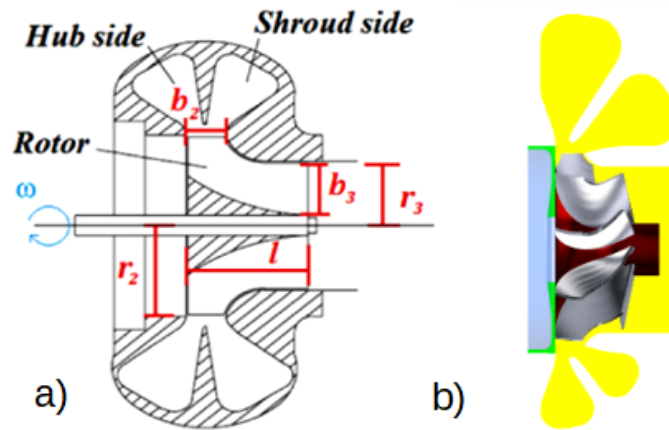 Hub side
Shroud side
b₂
Rotor
b₃
r₃
ω
r₂
l
a)
b)